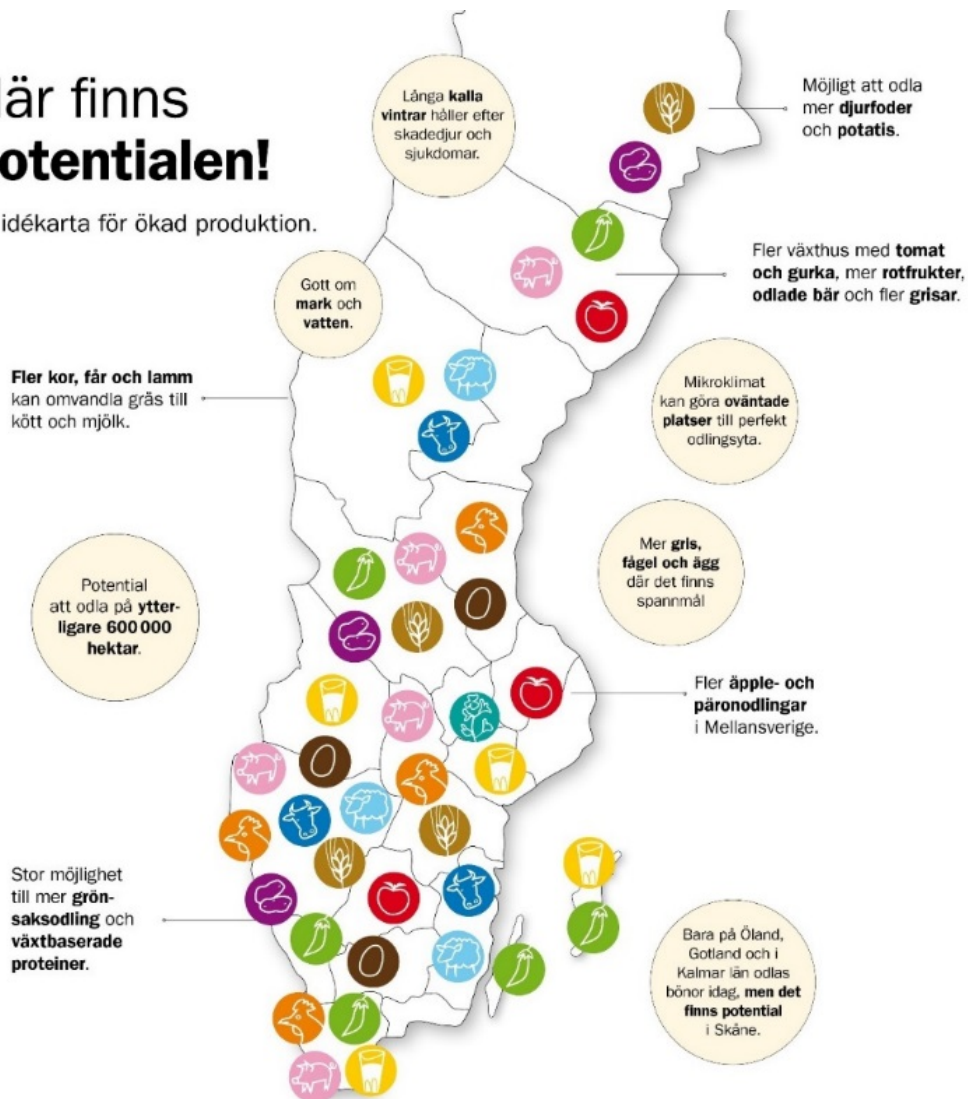 är finns
otentialen!
idékarta för ökad produktion.
Långa kalla
vintrar håller efter
skadedjur och
sjukdomar.
Möjligt att odla
mer djurfoder
och potatis.
Gott om
mark och
vatten.
Fler växthus med tomat
och gurka, mer rotfrukter,
odlade bär och fler grisar.
Fler kor, får och lamm
kan omvandla gräs till
kött och mjölk.
Mikroklimat
kan göra oväntade
platser till perfekt
odlingsyta.
Mer gris,
fågel och ägg
där det finns
spannmål
Potential
att odla på ytter-
ligare 600 000
hektar.
Fler äpple- och
päronodlingar
i Mellansverige.
Stor möjlighet
till mer grön-
saksodling och
växtbaserade
proteiner.
Bara på Öland,
Gotland och i
Kalmar län odlas
bönor idag, men det
finns potential
i Skåne.